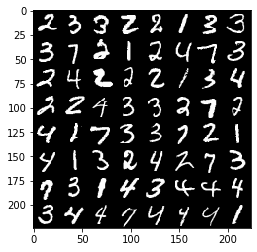 2 3 3 2 2 1 3 3
3 7 2 1 2 4 7 3
2 4 2 2 2 1 3 4
2 2 4 3 3 2 7 2
4 1 7 3 3 7 2 1
4 1 3 2 4 2 7 3
7 3 1 4 3 4 4 4
3 4 4 7 4 4 9 1
0
25
50
75
100
125
150
175
200
0 50 100 150 200